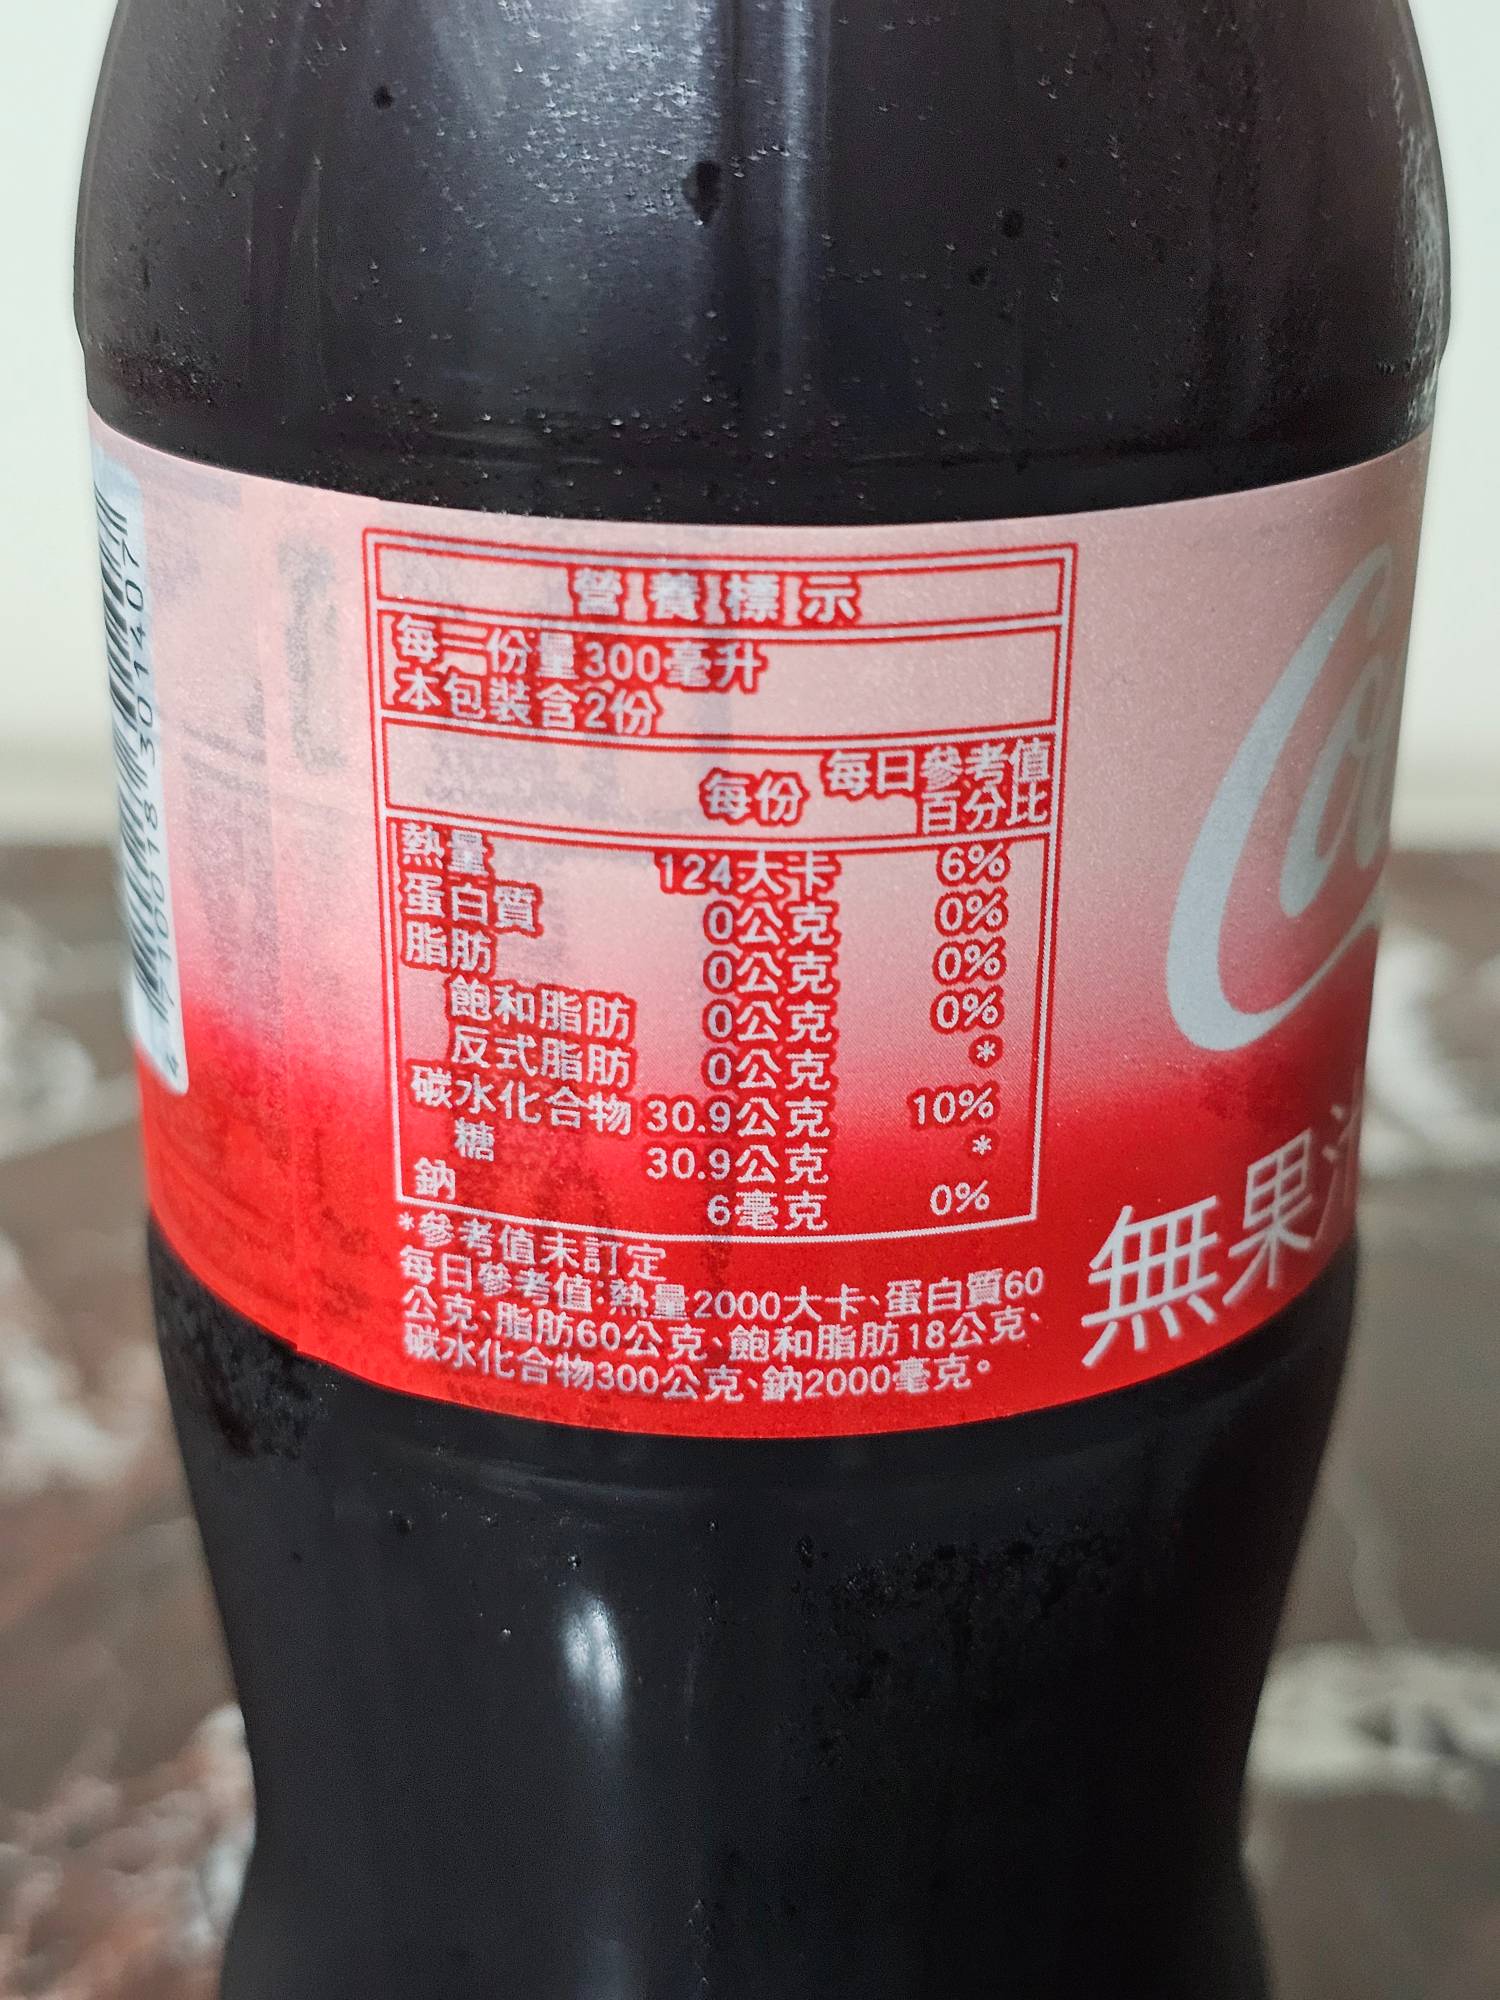 營養標示
每一份量300毫升
本包裝含2份
每份 每日參考值百分比
熱量 124大卡 6%
蛋白質 0公克 0%
脂肪 0公克 0%
飽和脂肪 0公克 0%
反式脂肪 0公克 *
碳水化合物 30.9公克 10%
糖 30.9公克 *
鈉 6毫克 0%
*參考值未訂定
每日參考值:熱量2000大卡、蛋白質60
公克、脂肪60公克、飽和脂肪18公克、
碳水化合物300公克、鈉2000毫克。
無果汁
4 710018 301407